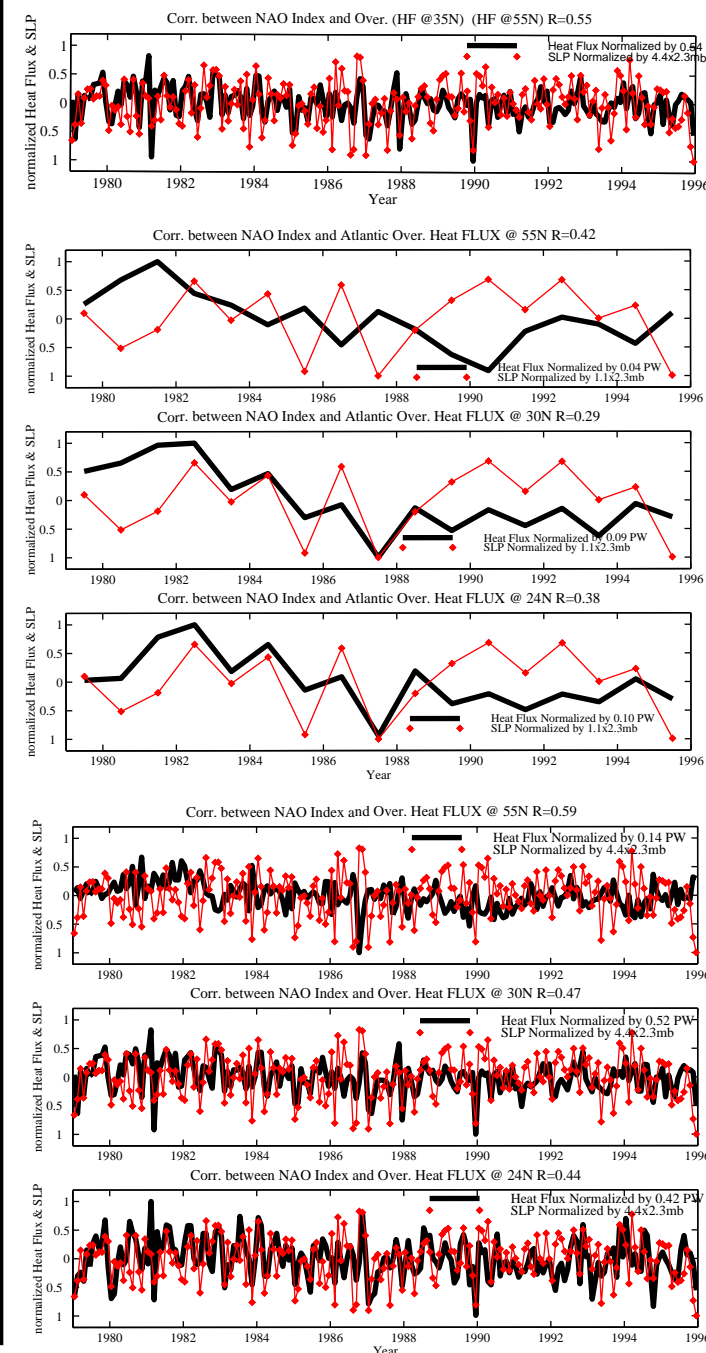 Corr. between NAO Index and Over. (HF @35N) (HF @55N) R=0.55
Heat Flux Normalized by 0.54
SLP Normalized by 4.4x2.3mb
normalized Heat Flux & SLP
1
0.5
0
0.5
1
1980 1982 1984 1986 1988 1990 1992 1994 1996
Year
Corr. between NAO Index and Atlantic Over. Heat FLUX @ 55N R=0.42
normalized Heat Flux & SLP
1
0.5
0
0.5
1
Heat Flux Normalized by 0.04 PW
SLP Normalized by 1.1x2.3mb
1980 1982 1984 1986 1988 1990 1992 1994 1996
Corr. between NAO Index and Atlantic Over. Heat FLUX @ 30N R=0.29
normalized Heat Flux & SLP
1
0.5
0
0.5
1
Heat Flux Normalized by 0.09 PW
SLP Normalized by 1.1x2.3mb
1980 1982 1984 1986 1988 1990 1992 1994 1996
Corr. between NAO Index and Atlantic Over. Heat FLUX @ 24N R=0.38
normalized Heat Flux & SLP
1
0.5
0
0.5
1
Heat Flux Normalized by 0.10 PW
SLP Normalized by 1.1x2.3mb
1980 1982 1984 1986 1988 1990 1992 1994 1996
Year
Corr. between NAO Index and Over. Heat FLUX @ 55N R=0.59
Heat Flux Normalized by 0.14 PW
SLP Normalized by 4.4x2.3mb
normalized Heat Flux & SLP
1
0.5
0
0.5
1
1980 1982 1984 1986 1988 1990 1992 1994 1996
Corr. between NAO Index and Over. Heat FLUX @ 30N R=0.47
Heat Flux Normalized by 0.52 PW
SLP Normalized by 4.4x2.3mb
normalized Heat Flux & SLP
1
0.5
0
0.5
1
1980 1982 1984 1986 1988 1990 1992 1994 1996
Corr. between NAO Index and Over. Heat FLUX @ 24N R=0.44
Heat Flux Normalized by 0.42 PW
SLP Normalized by 4.4x2.3mb
normalized Heat Flux & SLP
1
0.5
0
0.5
1
1980 1982 1984 1986 1988 1990 1992 1994 1996
Year